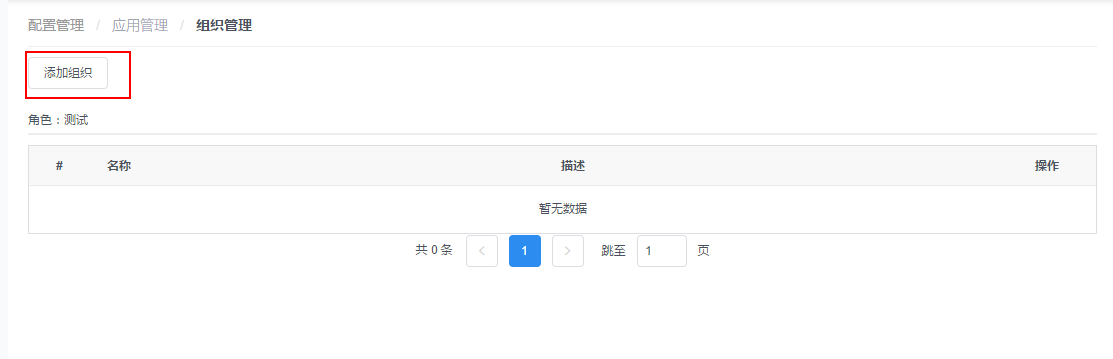 配置管理 / 应用管理 / 组织管理
添加组织
角色：测试
# 名称 描述 操作
暂无数据
共 0 条 < 1 > 跳至 1 页